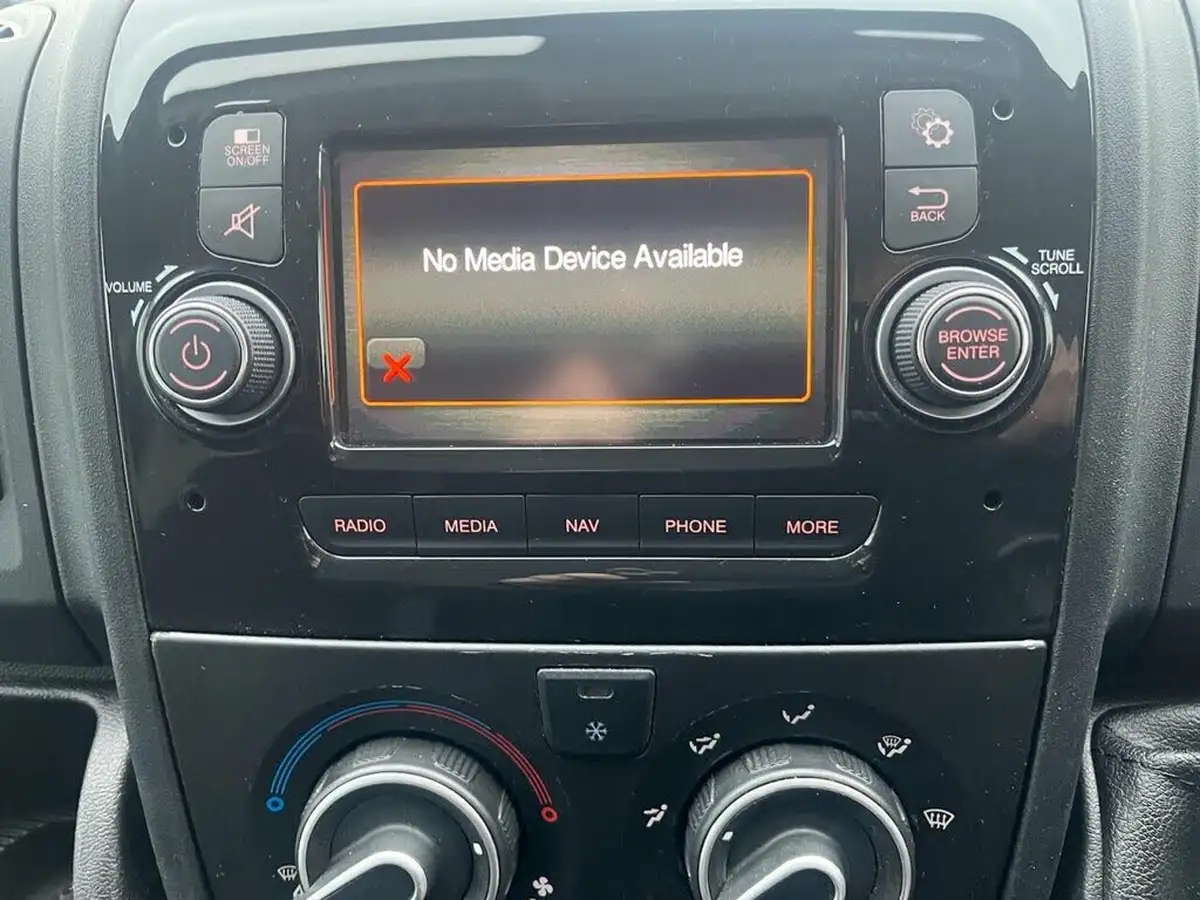 SCREEN
ON/OFF
BACK
VOLUME
TUNE
SCROLL
No Media Device Available
BROWSE
ENTER
RADIO
MEDIA
NAV
PHONE
MORE